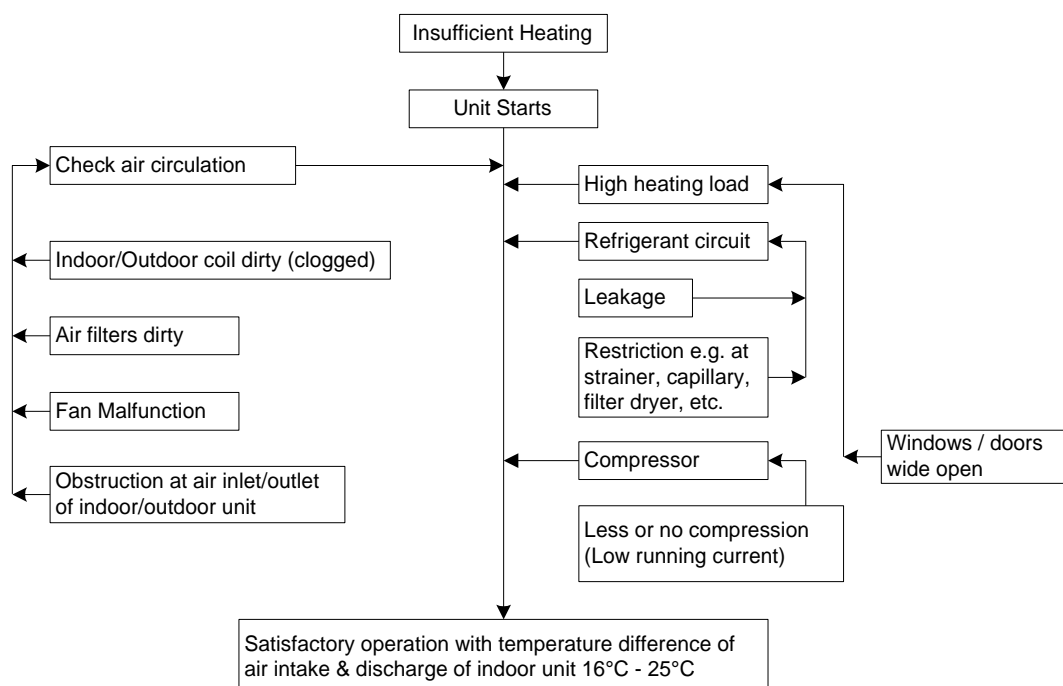 Insufficient Heating
Unit Starts
Check air circulation
High heating load
Indoor/Outdoor coil dirty (clogged)
Refrigerant circuit
Leakage
Air filters dirty
Restriction e.g. at
strainer, capillary,
filter dryer, etc.
Fan Malfunction
Windows / doors
wide open
Compressor
Obstruction at air inlet/outlet
of indoor/outdoor unit
Less or no compression
(Low running current)
Satisfactory operation with temperature difference of
air intake & discharge of indoor unit 16°C - 25°C